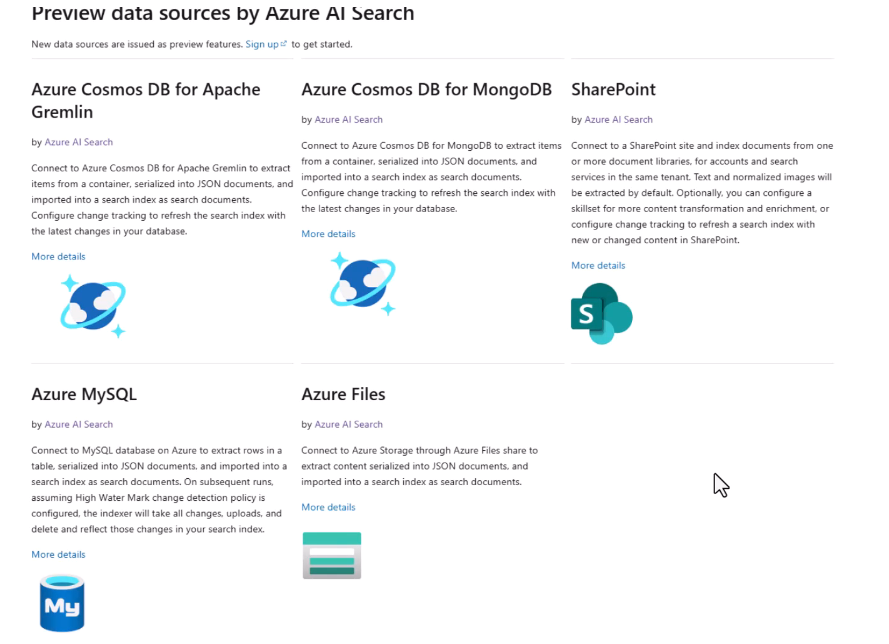 Preview data sources by Azure AI Search
New data sources are issued as preview features. Sign up to get started.
Azure Cosmos DB for Apache
Gremlin
by Azure AI Search
Connect to Azure Cosmos DB for Apache Gremlin to extract
items from a container, serialized into JSON documents, and
imported into a search index as search documents.
Configure change tracking to refresh the search index with
the latest changes in your database.
More details
Azure Cosmos DB for MongoDB
by Azure AI Search
Connect to Azure Cosmos DB for MongoDB to extract items
from a container, serialized into JSON documents, and
imported into a search index as search documents.
Configure change tracking to refresh the search index with
the latest changes in your database.
More details
SharePoint
by Azure AI Search
Connect to a SharePoint site and index documents from one
or more document libraries, for accounts and search
services in the same tenant. Text and normalized images will
be extracted by default. Optionally, you can configure a
skillset for more content transformation and enrichment, or
configure change tracking to refresh a search index with
new or changed content in SharePoint.
More details
S
Azure MySQL
by Azure AI Search
Connect to MySQL database on Azure to extract rows in a
table, serialized into JSON documents, and imported into a
search index as search documents. On subsequent runs,
assuming High Water Mark change detection policy is
configured, the indexer will take all changes, uploads, and
delete and reflect those changes in your search index.
More details
My
Azure Files
by Azure AI Search
Connect to Azure Storage through Azure Files share to
extract content serialized into JSON documents, and
imported into a search index as search documents.
More details